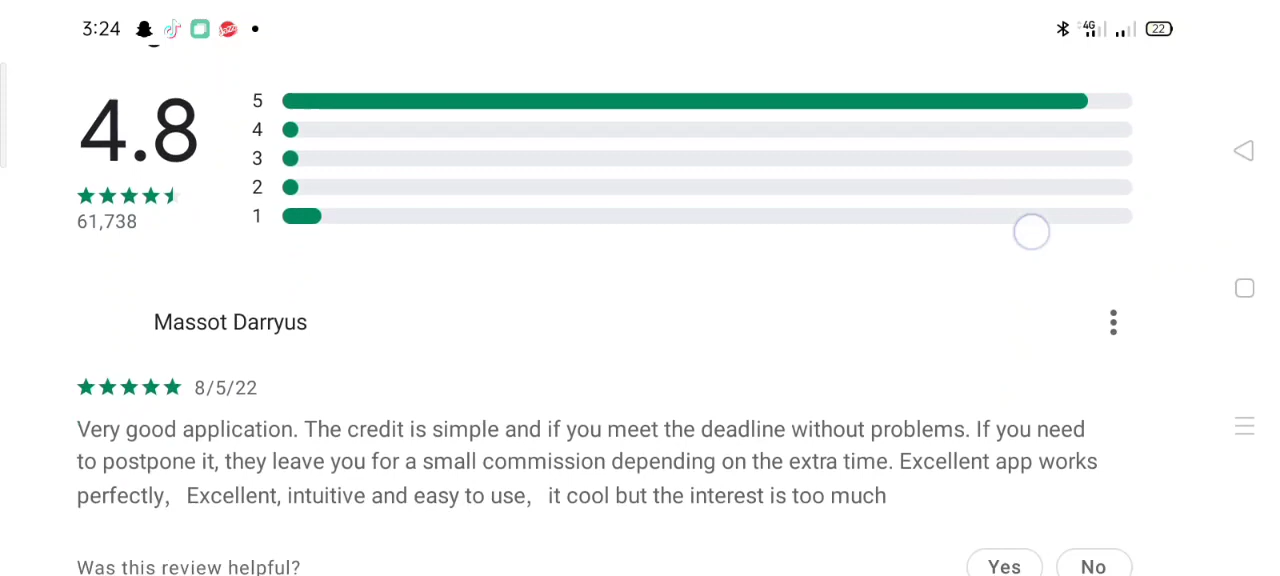 3:24
4G
22
4.8
5
4
3
2
1
61,738
Massot Darryus
8/5/22
Very good application. The credit is simple and if you meet the deadline without problems. If you need
to postpone it, they leave you for a small commission depending on the extra time. Excellent app works
perfectly， Excellent, intuitive and easy to use， it cool but the interest is too much
Was this review helpful?
Yes
No